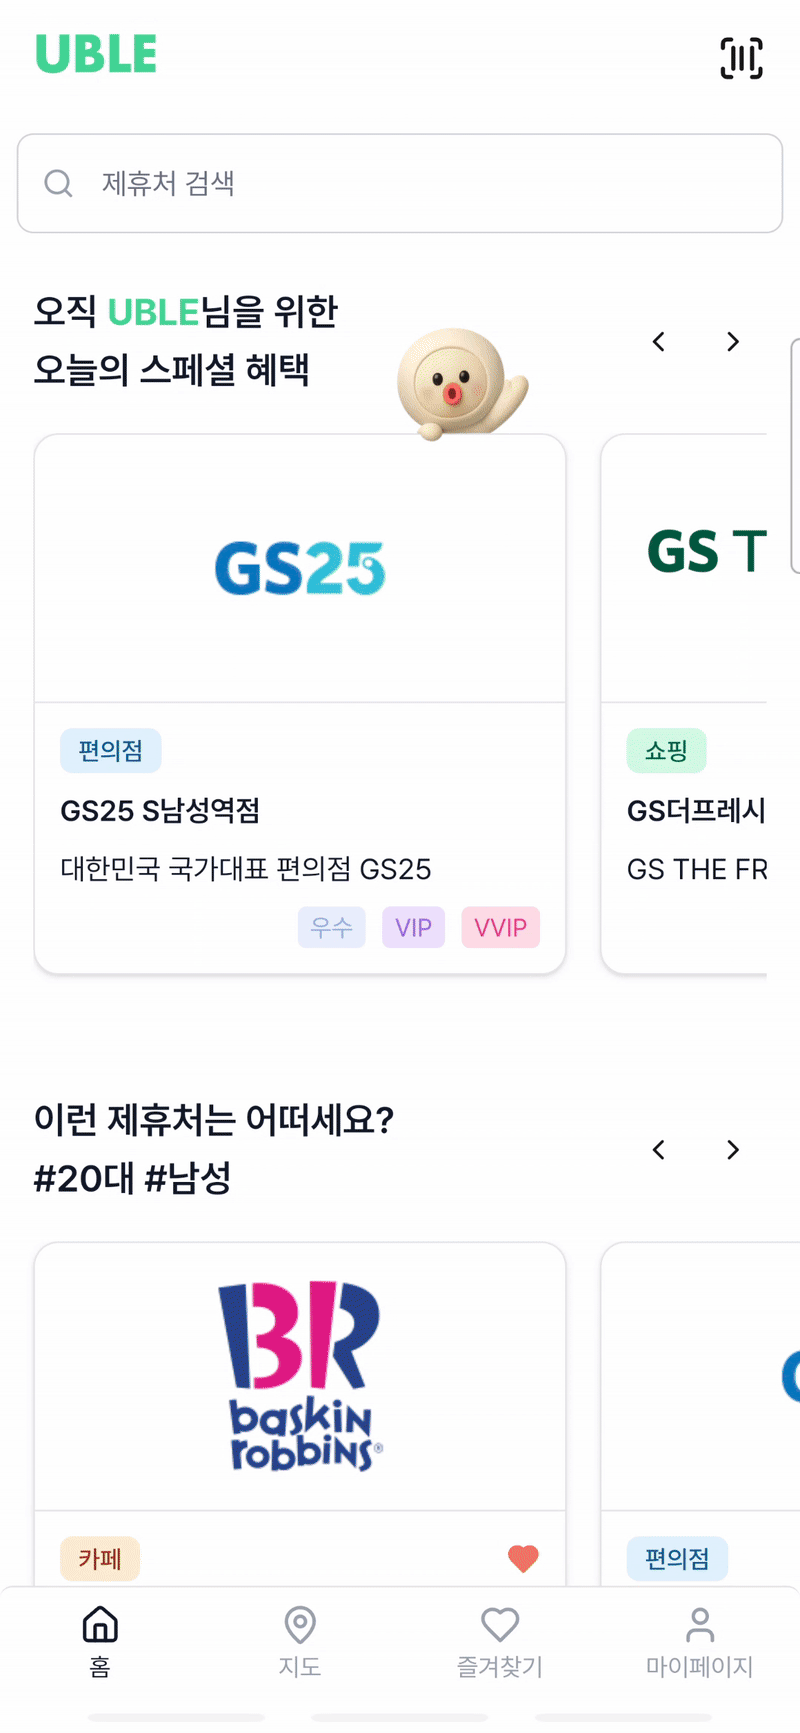 UBLE
제휴처 검색
오직 UBLE님을 위한
오늘의 스페셜 혜택
GS25
GS T
편의점
쇼핑
GS25 S남성역점
GS더프레시
대한민국 국가대표 편의점 GS25
GS THE FR
우수 VIP VVIP
이런 제휴처는 어떠세요?
#20대 #남성
BR
baskin
robbins®
카페
편의점
홈
지도
즐겨찾기
마이페이지